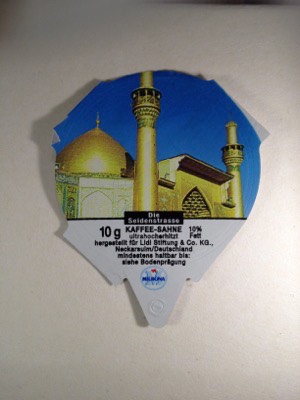 Die
Seidenstrasse
10 g KAFFEE-SAHNE 10%
ultrahocherhitzt Fett
hergestellt für Lidl Stiftung & Co. KG.,
Neckarsulm/Deutschland
mindestens haltbar bis:
siehe Bodenprägung
MILBONA